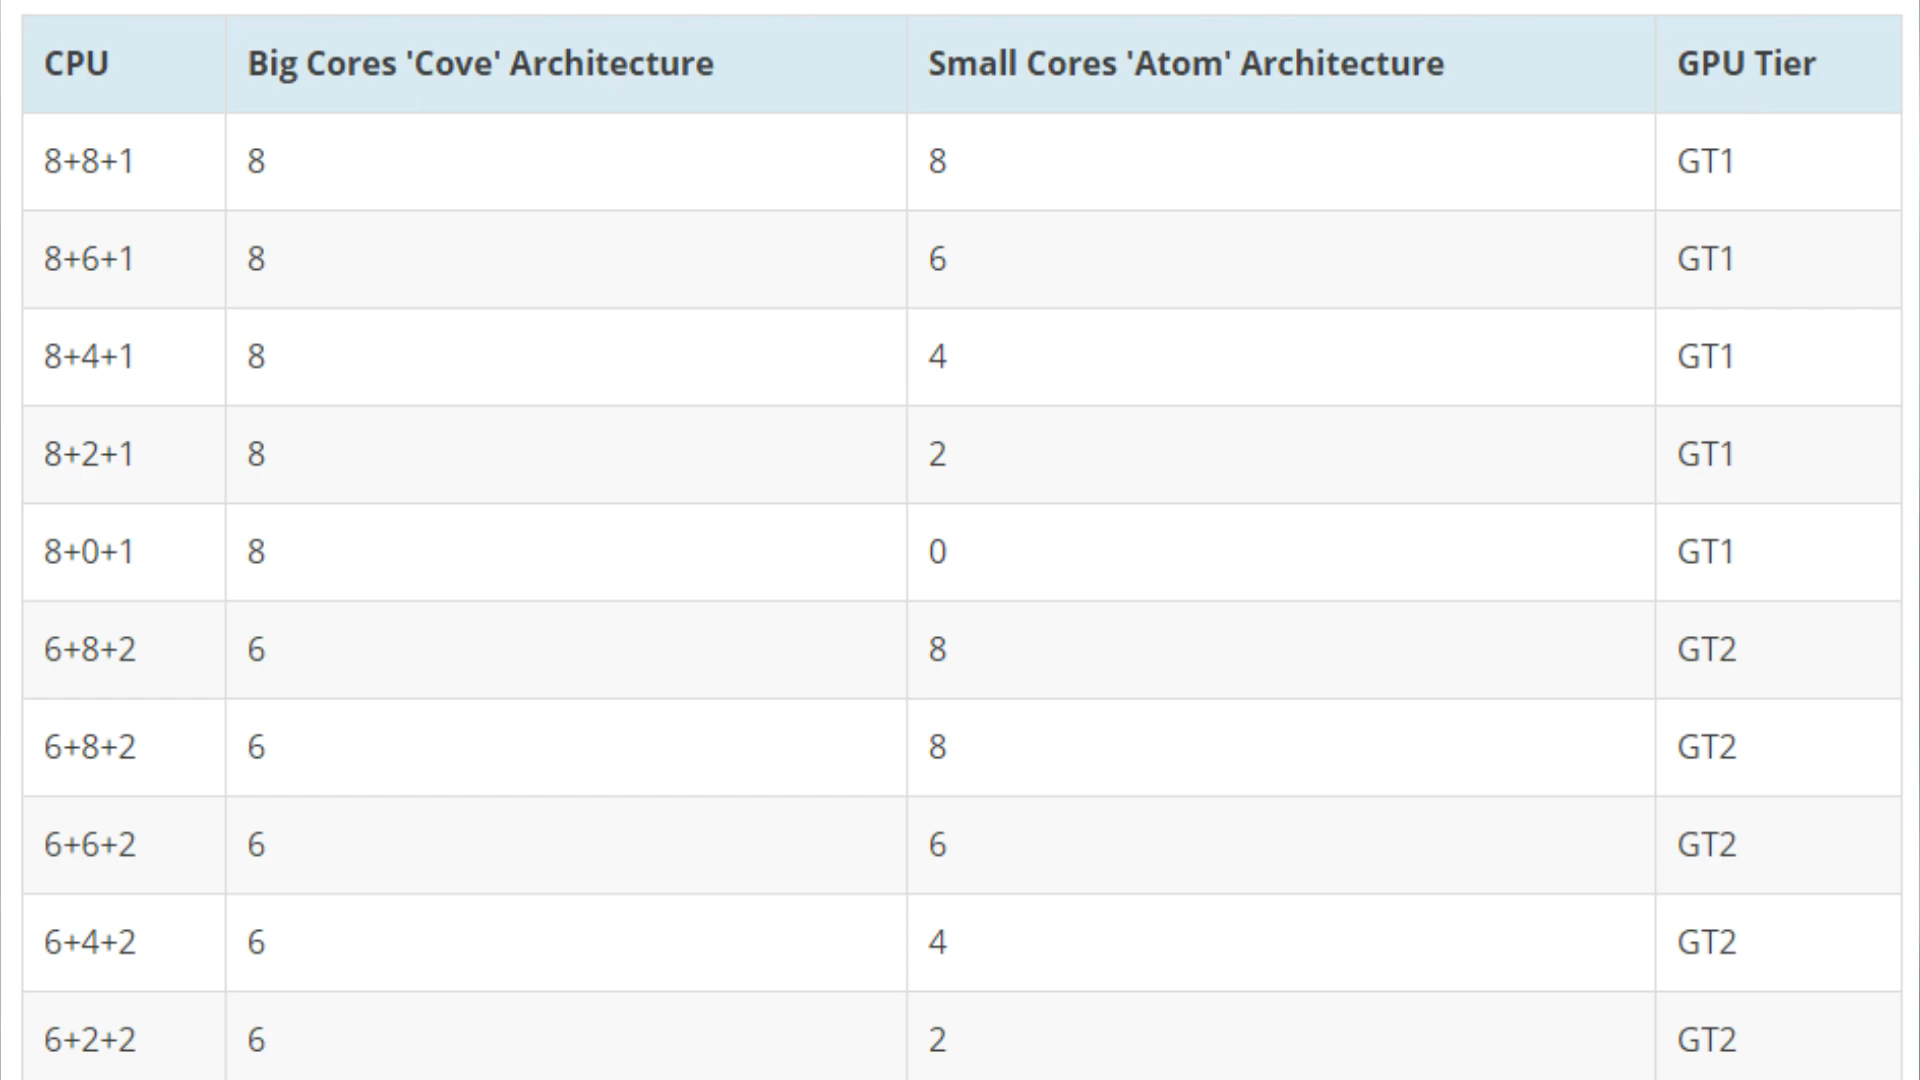 CPU Big Cores 'Cove' Architecture Small Cores 'Atom' Architecture GPU Tier
8+8+1 8 8 GT1
8+6+1 8 6 GT1
8+4+1 8 4 GT1
8+2+1 8 2 GT1
8+0+1 8 0 GT1
6+8+2 6 8 GT2
6+8+2 6 8 GT2
6+6+2 6 6 GT2
6+4+2 6 4 GT2
6+2+2 6 2 GT2